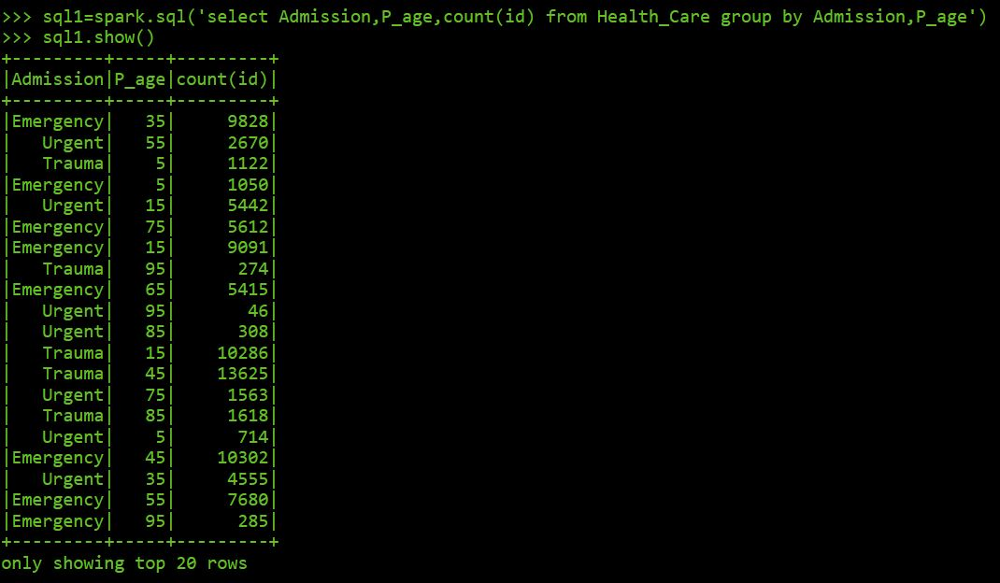 >>> sql1=spark.sql('select Admission,P_age,count(id) from Health_Care group by Admission,P_age')
>>> sql1.show()
+---------+-----+---------+
|Admission|P_age|count(id)|
+---------+-----+---------+
|Emergency|   35|     9828|
|   Urgent|   55|     2670|
|   Trauma|    5|     1122|
|Emergency|    5|     1050|
|   Urgent|   15|     5442|
|Emergency|   75|     5612|
|Emergency|   15|     9091|
|   Trauma|   95|      274|
|Emergency|   65|     5415|
|   Urgent|   95|       46|
|   Urgent|   85|      308|
|   Trauma|   15|    10286|
|   Trauma|   45|    13625|
|   Urgent|   75|     1563|
|   Trauma|   85|     1618|
|   Urgent|    5|      714|
|Emergency|   45|    10302|
|   Urgent|   35|     4555|
|Emergency|   55|     7680|
|Emergency|   95|      285|
+---------+-----+---------+
only showing top 20 rows